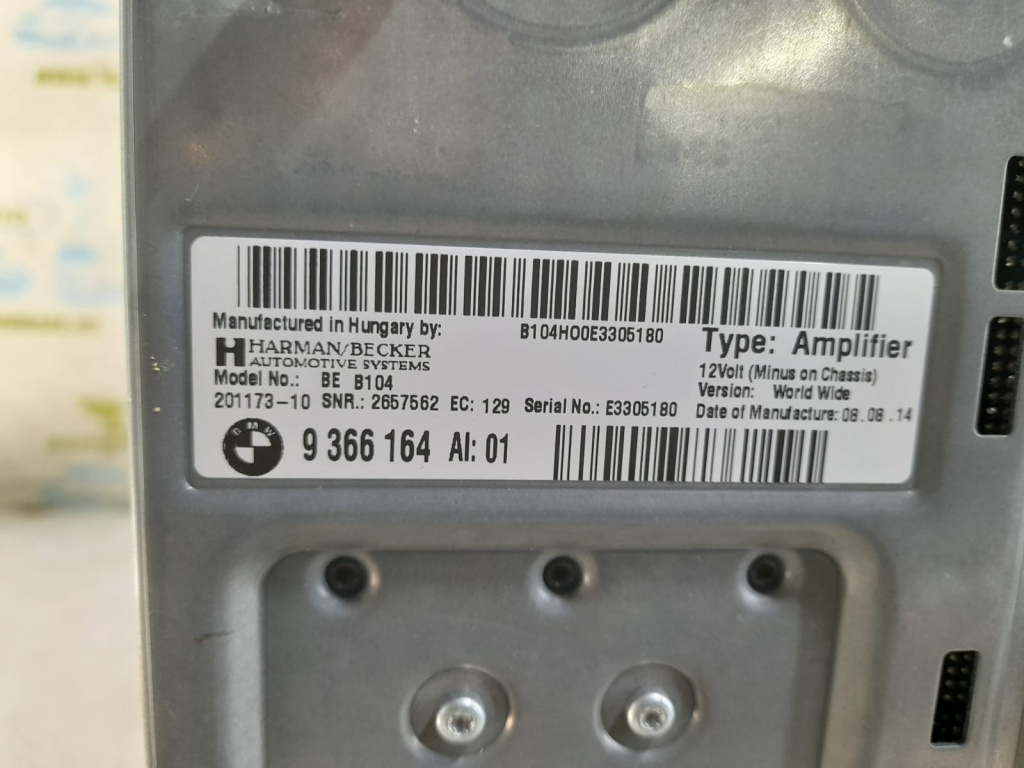 Manufactured in Hungary by:
B104H00E3305180
HARMAN/BECKER
AUTOMOTIVE SYSTEMS
Type: Amplifier
12Volt (Minus on Chassis)
Model No.: BE B104
Version: World Wide
201173-10 SNR.: 2657562 EC: 129 Serial No.: E3305180 Date of Manufacture: 08.08.14
BMW 9 366 164 AI: 01